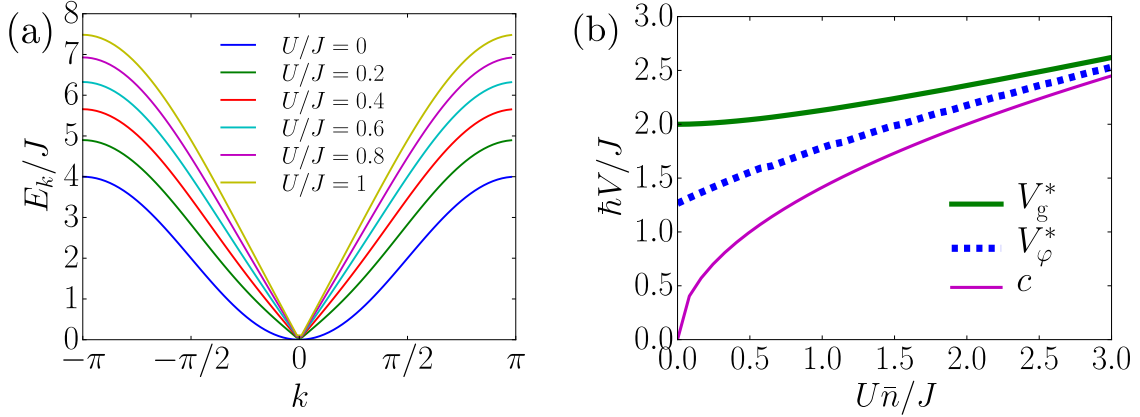 (a)
8
7
6
5
4
3
2
1
0
E_k/J
U/J = 0
U/J = 0.2
U/J = 0.4
U/J = 0.6
U/J = 0.8
U/J = 1
−π
−π/2
0
π/2
π
k
(b)
3.0
2.5
2.0
1.5
1.0
0.5
0.0
ħV/J
V_g^*
V_φ^*
c
0.0
0.5
1.0
1.5
2.0
2.5
3.0
Un̄/J